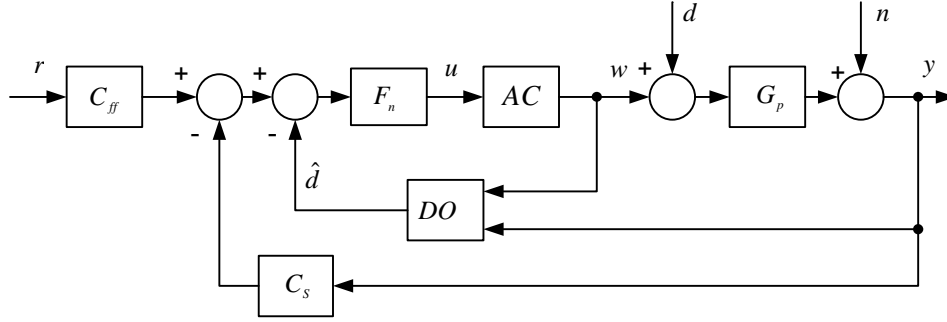 d
n
r
+
+
u
w
+
+
y
C_ff
F_n
AC
G_p
-
-
d̂
DO
C_S